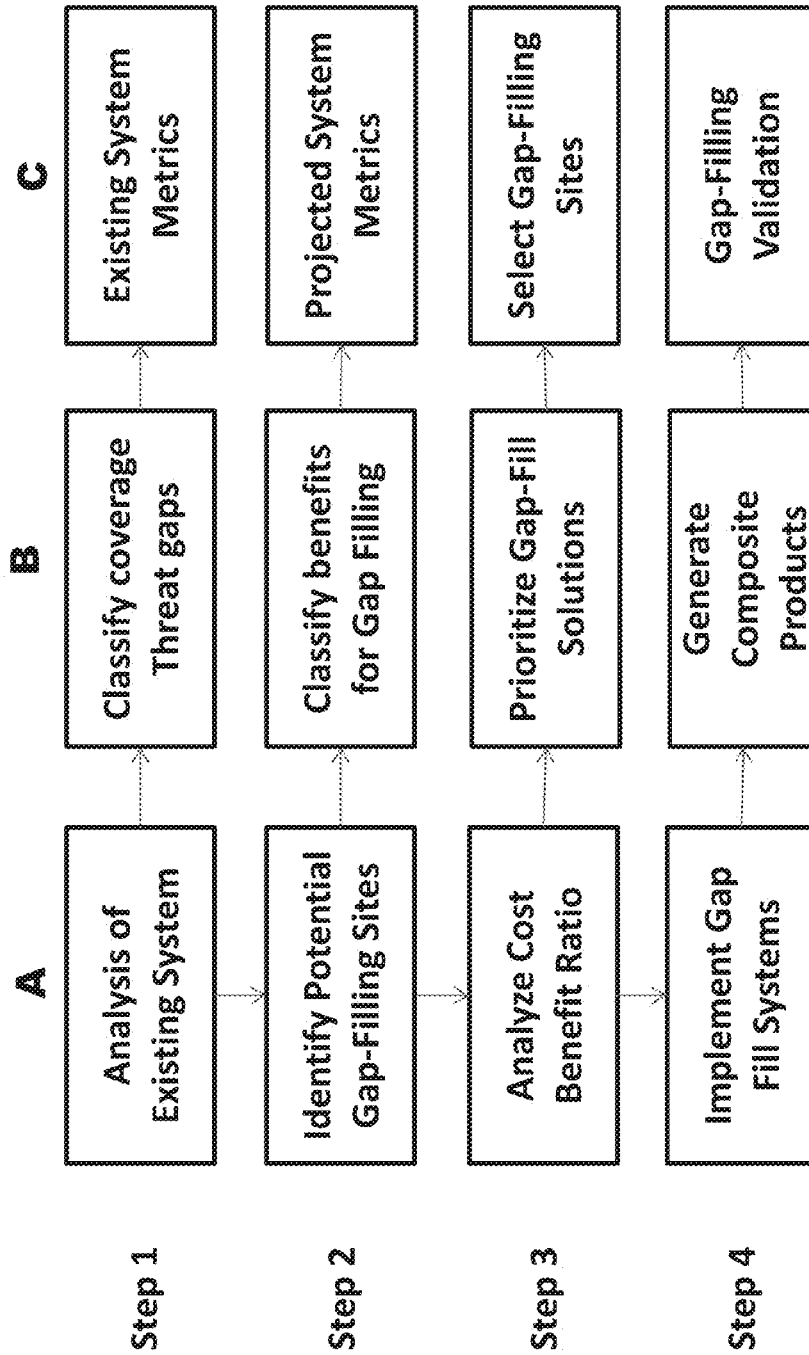 A
B
C
Step 1
Analysis of
Existing System
Classify coverage
Threat gaps
Existing System
Metrics
Step 2
Identify Potential
Gap-Filling Sites
Classify benefits
for Gap Filling
Projected System
Metrics
Step 3
Analyze Cost
Benefit Ratio
Prioritize Gap-Fill
Solutions
Select Gap-Filling
Sites
Step 4
Implement Gap
Fill Systems
Generate
Composite
Products
Gap-Filling
Validation